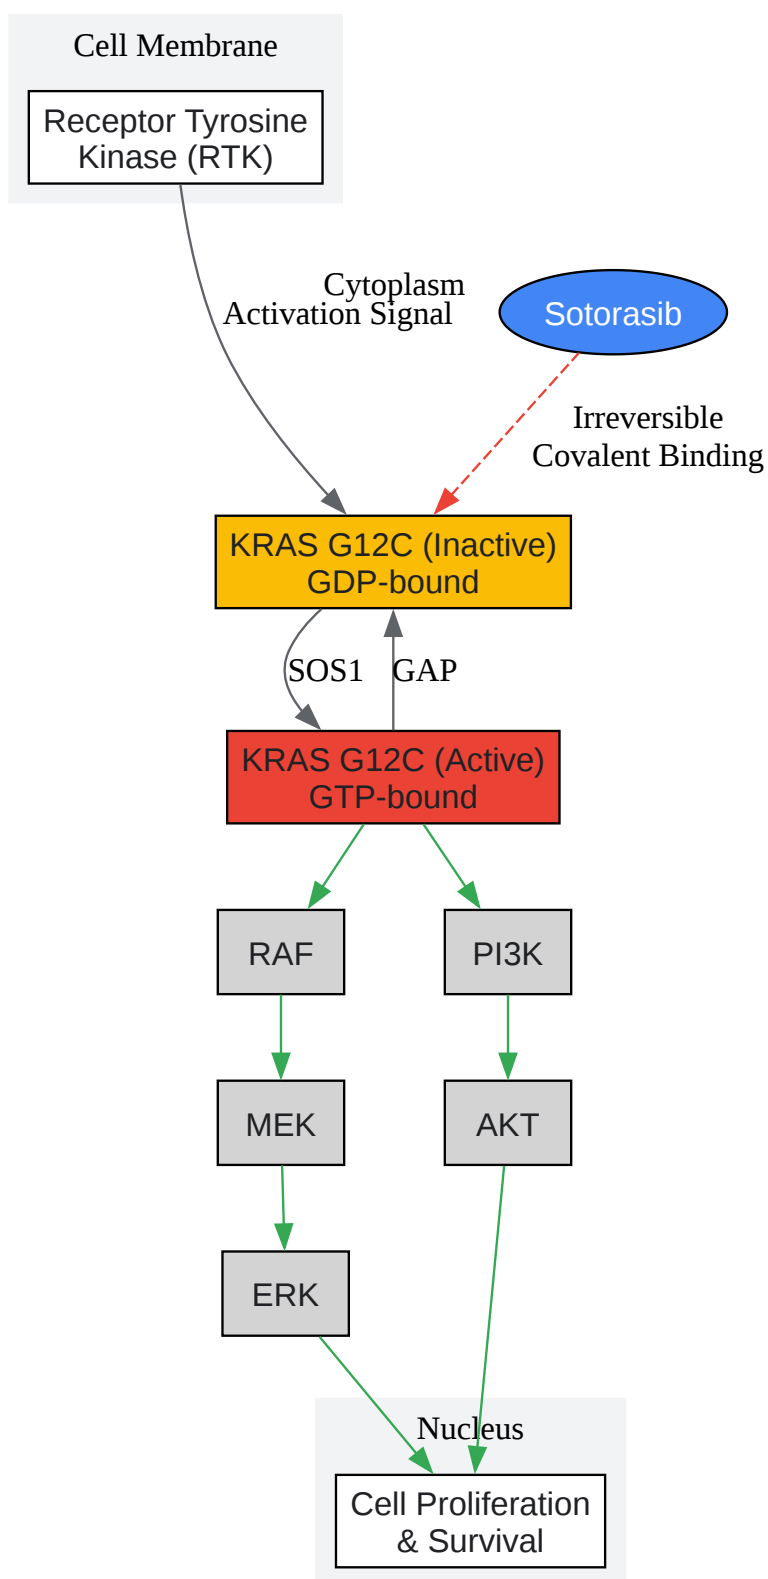 Cell Membrane
Receptor Tyrosine
Kinase (RTK)
Cytoplasm
Activation Signal
Sotorasib
Irreversible
Covalent Binding
KRAS G12C (Inactive)
GDP-bound
SOS1
GAP
KRAS G12C (Active)
GTP-bound
RAF
PI3K
MEK
AKT
ERK
Nucleus
Cell Proliferation
& Survival